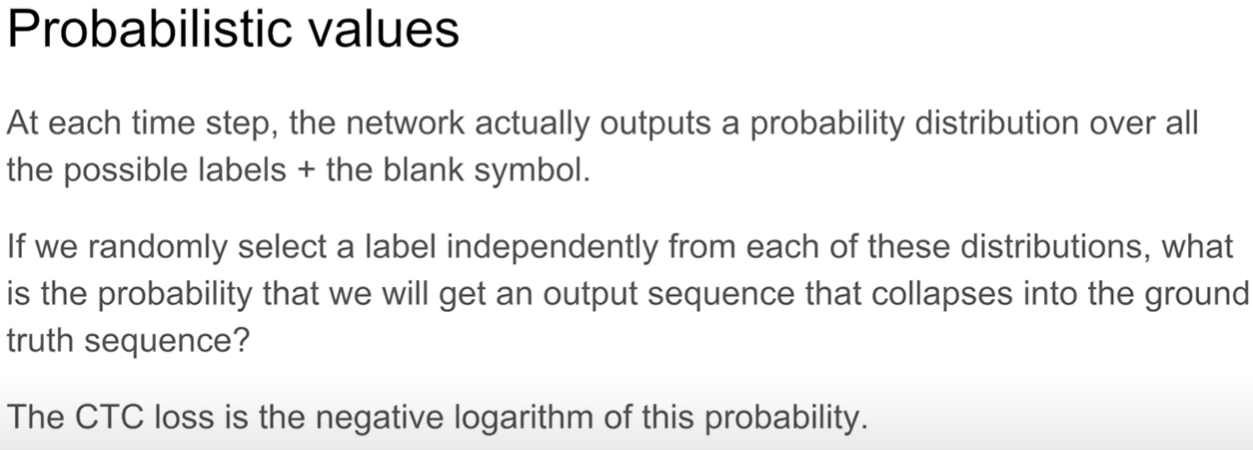 Probabilistic values
At each time step, the network actually outputs a probability distribution over all
the possible labels + the blank symbol.
If we randomly select a label independently from each of these distributions, what
is the probability that we will get an output sequence that collapses into the ground
truth sequence?
The CTC loss is the negative logarithm of this probability.